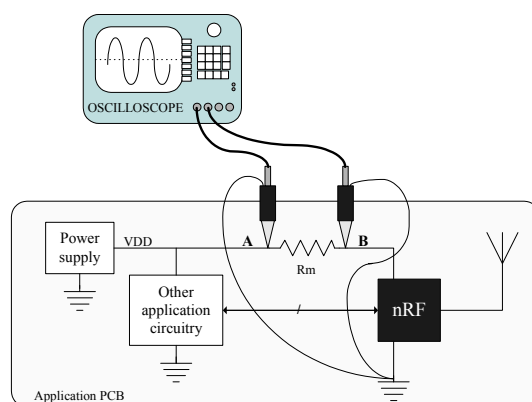 OSCILLOSCOPE
Power
supply
VDD
A
B
Rm
Other
application
circuitry
nRF
Application PCB